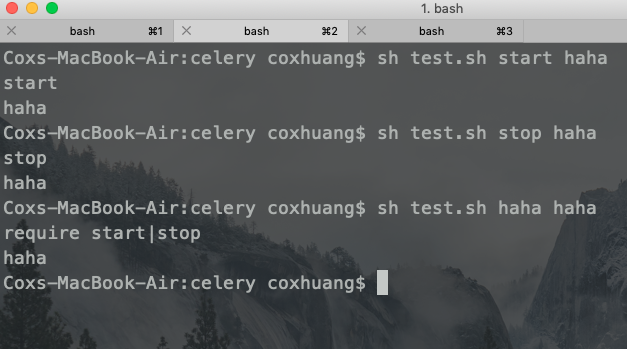 1. bash
bash ⌘1 bash ⌘2 bash ⌘3
Coxs-MacBook-Air:celery coxhuang$ sh test.sh start haha
start
haha
Coxs-MacBook-Air:celery coxhuang$ sh test.sh stop haha
stop
haha
Coxs-MacBook-Air:celery coxhuang$ sh test.sh haha haha
require start|stop
haha
Coxs-MacBook-Air:celery coxhuang$